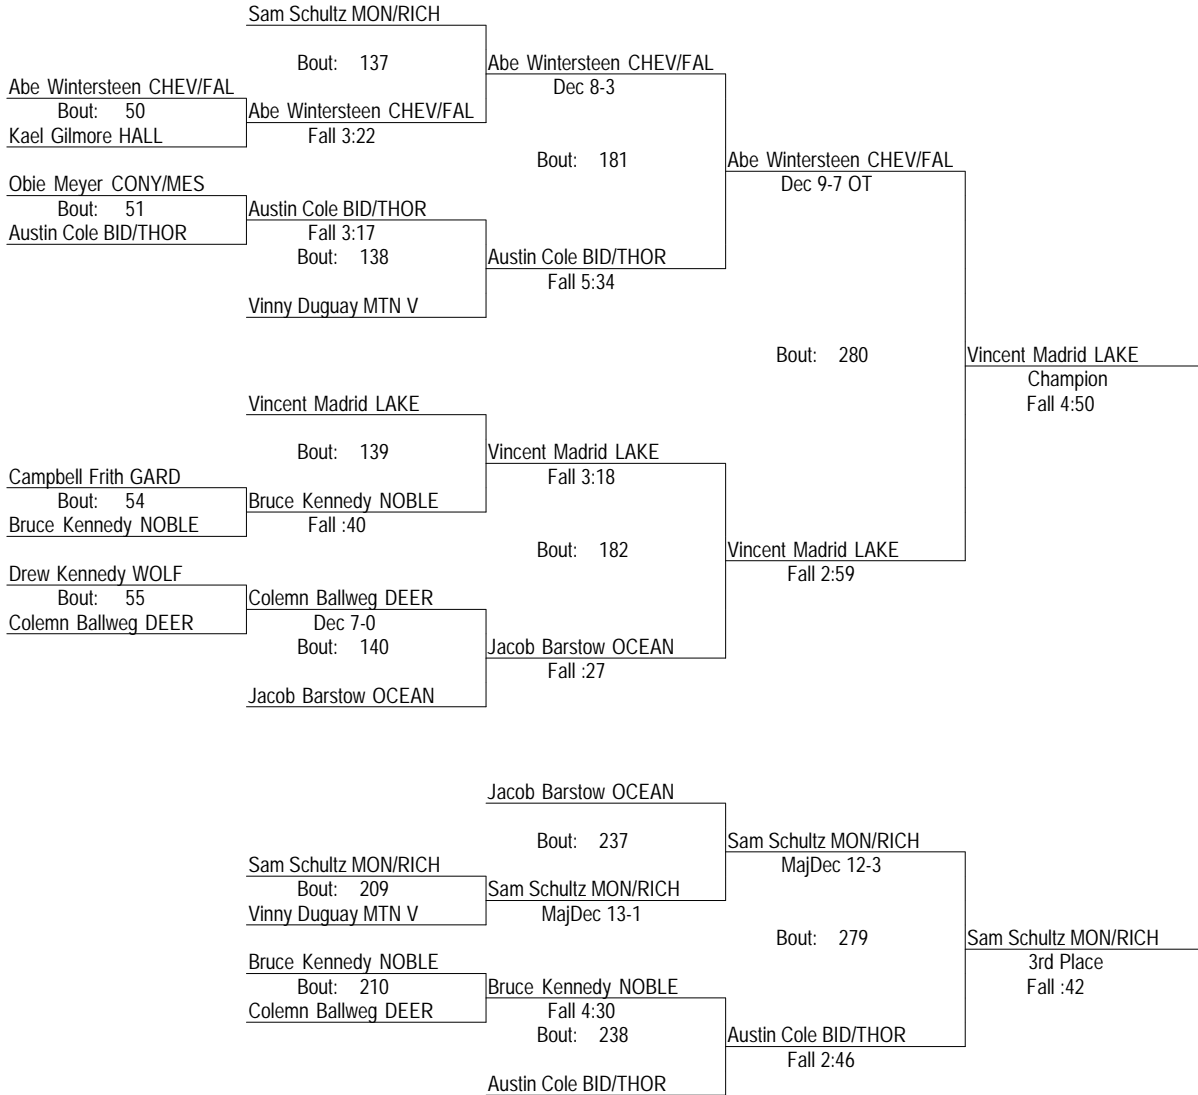 Sam Schultz MON/RICH
Bout: 137
Abe Wintersteen CHEV/FAL
Dec 8-3
Abe Wintersteen CHEV/FAL
Bout: 50
Abe Wintersteen CHEV/FAL
Kael Gilmore HALL
Fall 3:22
Bout: 181
Abe Wintersteen CHEV/FAL
Dec 9-7 OT
Obie Meyer CONY/MES
Bout: 51
Austin Cole BID/THOR
Austin Cole BID/THOR
Fall 3:17
Bout: 138
Austin Cole BID/THOR
Fall 5:34
Vinny Duguay MTN V
Bout: 280
Vincent Madrid LAKE
Champion
Fall 4:50
Vincent Madrid LAKE
Bout: 139
Vincent Madrid LAKE
Fall 3:18
Campbell Frith GARD
Bout: 54
Bruce Kennedy NOBLE
Bruce Kennedy NOBLE
Fall :40
Bout: 182
Vincent Madrid LAKE
Fall 2:59
Drew Kennedy WOLF
Bout: 55
Colemn Ballweg DEER
Colemn Ballweg DEER
Dec 7-0
Bout: 140
Jacob Barstow OCEAN
Fall :27
Jacob Barstow OCEAN
Jacob Barstow OCEAN
Bout: 237
Sam Schultz MON/RICH
MajDec 12-3
Sam Schultz MON/RICH
Bout: 209
Sam Schultz MON/RICH
Vinny Duguay MTN V
MajDec 13-1
Bout: 279
Sam Schultz MON/RICH
3rd Place
Fall :42
Bruce Kennedy NOBLE
Bout: 210
Bruce Kennedy NOBLE
Colemn Ballweg DEER
Fall 4:30
Bout: 238
Austin Cole BID/THOR
Fall 2:46
Austin Cole BID/THOR